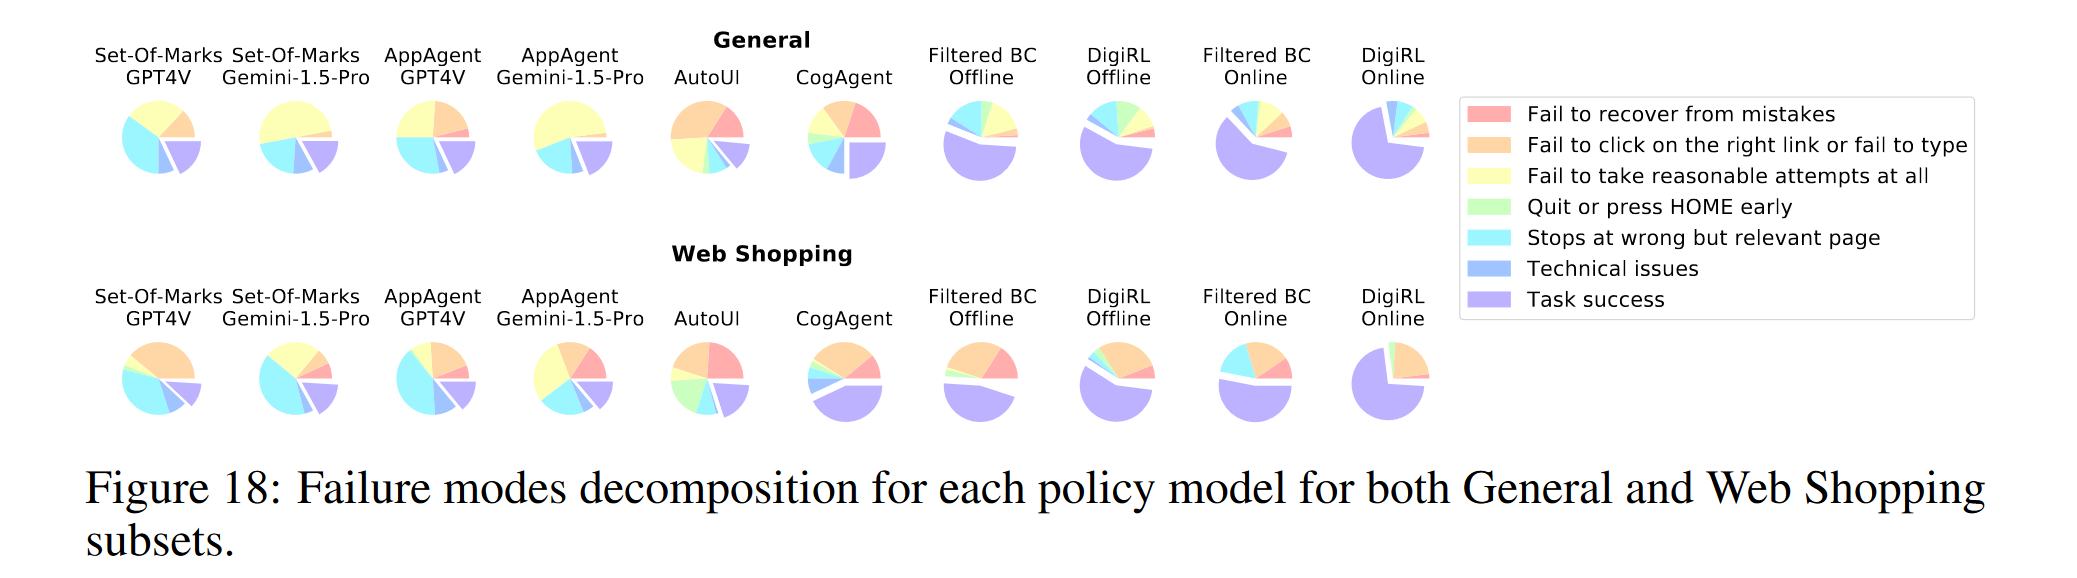 General
Set-Of-Marks Set-Of-Marks AppAgent AppAgent Filtered BC DigiRL Filtered BC DigiRL
GPT4V Gemini-1.5-Pro GPT4V Gemini-1.5-Pro AutoUI CogAgent Offline Offline Online Online
Fail to recover from mistakes
Fail to click on the right link or fail to type
Fail to take reasonable attempts at all
Quit or press HOME early
Stops at wrong but relevant page
Technical issues
Task success
Web Shopping
Set-Of-Marks Set-Of-Marks AppAgent AppAgent Filtered BC DigiRL Filtered BC DigiRL
GPT4V Gemini-1.5-Pro GPT4V Gemini-1.5-Pro AutoUI CogAgent Offline Offline Online Online
Figure 18: Failure modes decomposition for each policy model for both General and Web Shopping
subsets.